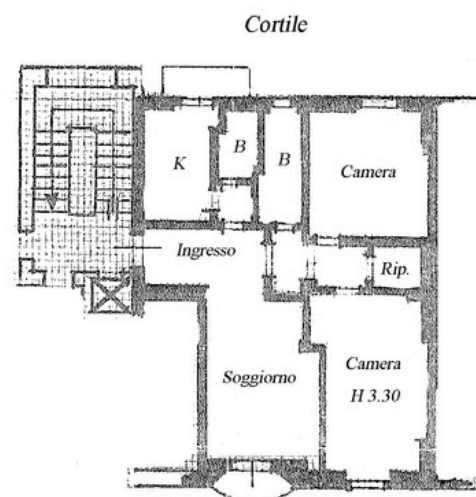 Cortile
K
B
B
Camera
Ingresso
Rip.
Soggiorno
Camera
H 3.30